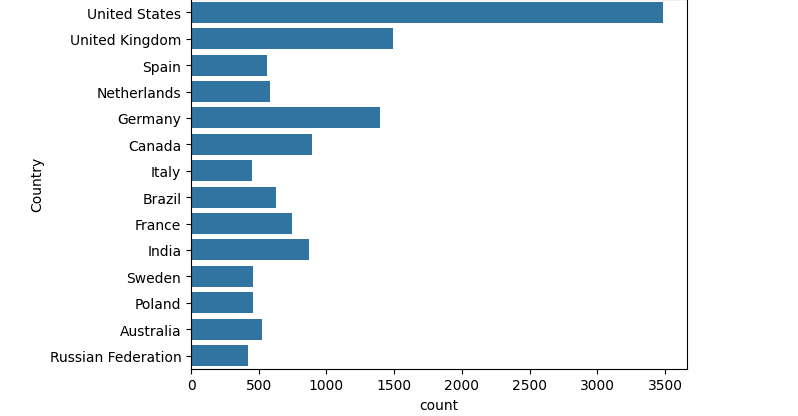 United States
United Kingdom
Spain
Netherlands
Germany
Canada
Italy
Brazil
France
India
Sweden
Poland
Australia
Russian Federation
Country
0 500 1000 1500 2000 2500 3000 3500
count